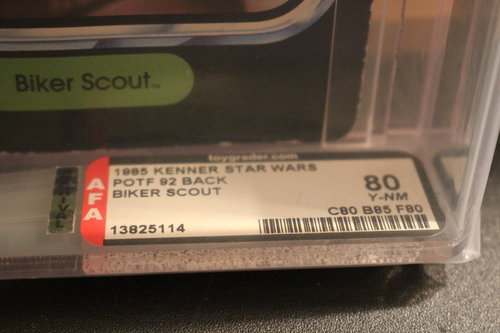 Biker Scout™
toygrader.com
AFA
1985 KENNER STAR WARS
POTF 92 BACK
BIKER SCOUT
80
Y-NM
C80 B85 F80
13825114